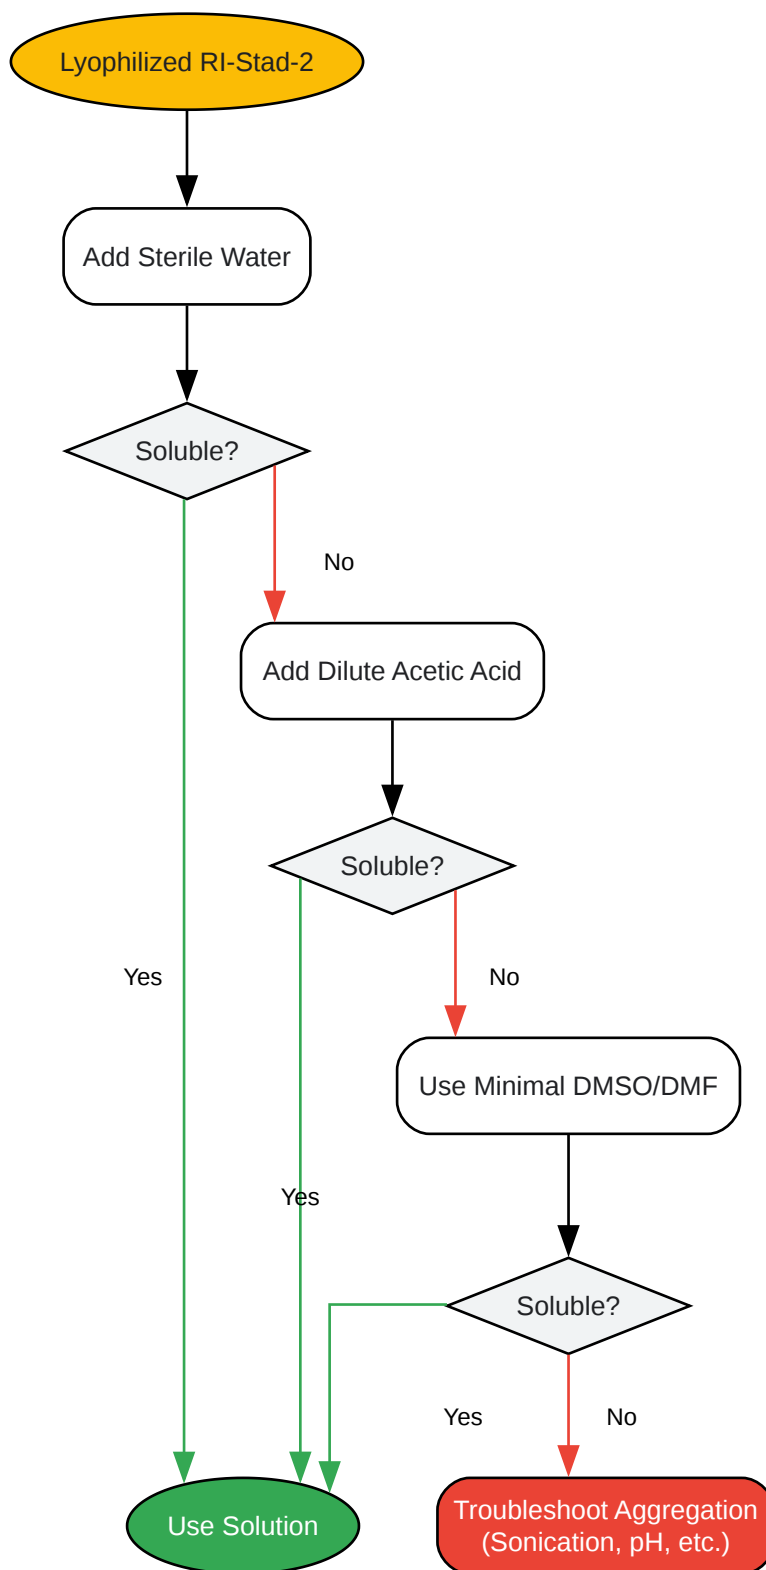 Lyophilized RI-Stad-2
Add Sterile Water
Soluble?
No
Add Dilute Acetic Acid
Soluble?
Yes
No
Use Minimal DMSO/DMF
Yes
Soluble?
Yes
No
Use Solution
Troubleshoot Aggregation
(Sonication, pH, etc.)